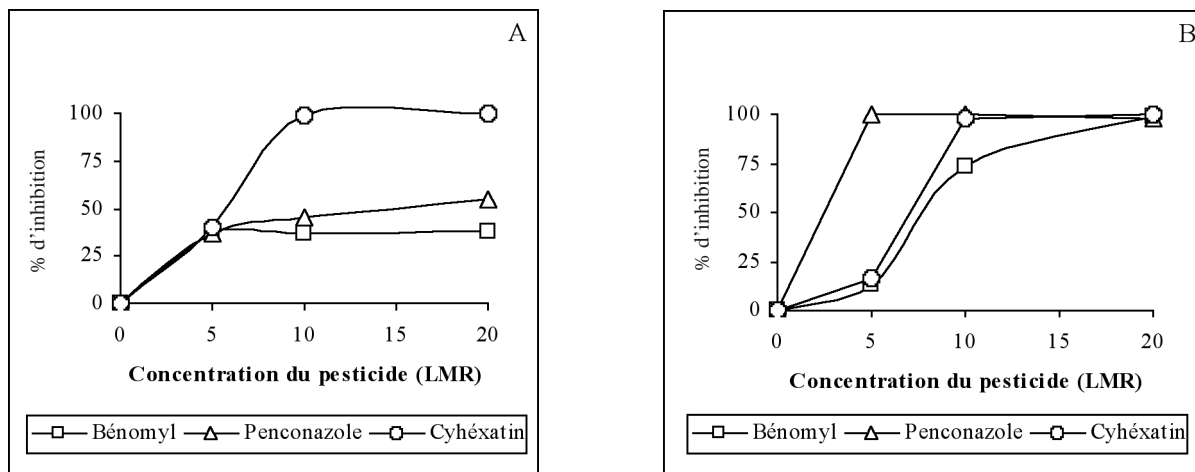 A
% d'inhibition
100
75
50
25
0
0 5 10 15 20
Concentration du pesticide (LMR)
Bénomyl Penconazole Cyhéxatin
B
% d'inhibition
100
75
50
25
0
0 5 10 15 20
Concentration du pesticide (LMR)
Bénomyl Penconazole Cyhéxatin